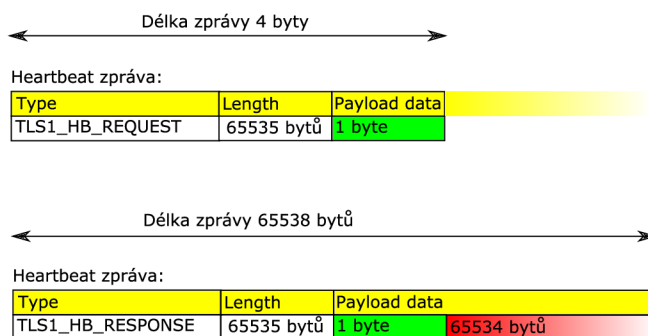 Délka zprávy 4 byty
Heartbeat zpráva:
Type Length Payload data
TLS1_HB_REQUEST 65535 bytů 1 byte
Délka zprávy 65538 bytů
Heartbeat zpráva:
Type Length Payload data
TLS1_HB_RESPONSE 65535 bytů 1 byte 65534 bytů